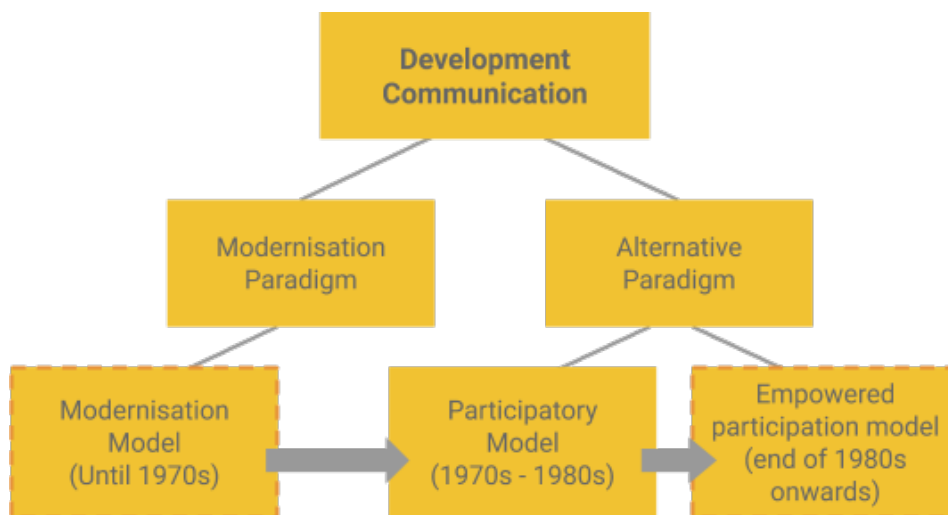 Development
Communication
Modernisation
Paradigm
Alternative
Paradigm
Modernisation
Model
(Until 1970s)
Participatory
Model
(1970s - 1980s)
Empowered
participation model
(end of 1980s
onwards)